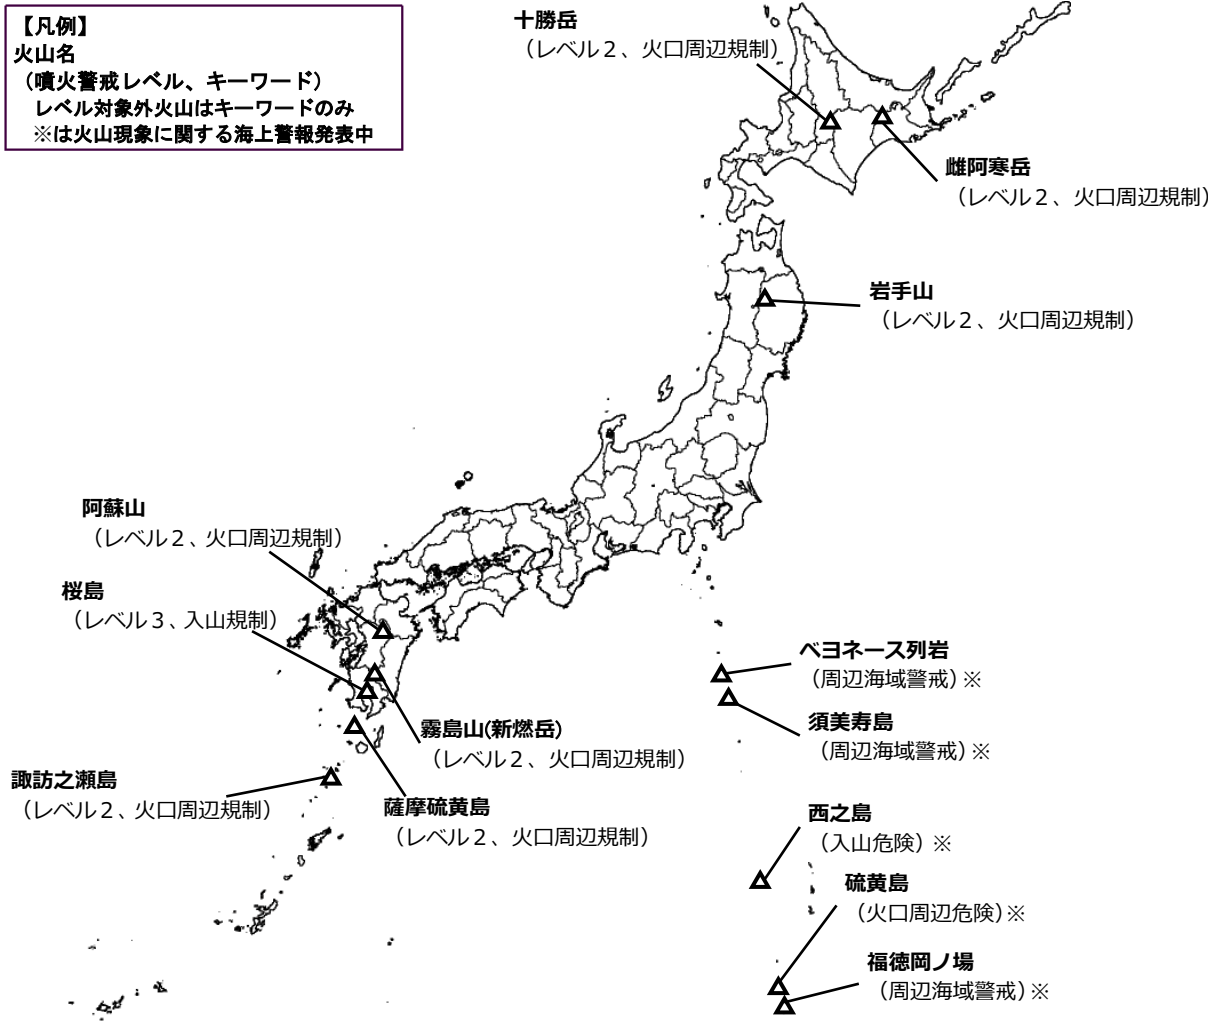 【凡例】
火山名
（噴火警戒レベル、キーワード）
レベル対象外火山はキーワードのみ
※は火山現象に関する海上警報発表中
十勝岳
（レベル２、火口周辺規制）
雌阿寒岳
（レベル２、火口周辺規制）
岩手山
（レベル２、火口周辺規制）
阿蘇山
（レベル２、火口周辺規制）
桜島
（レベル３、入山規制）
霧島山(新燃岳)
（レベル２、火口周辺規制）
諏訪之瀬島
（レベル２、火口周辺規制）
薩摩硫黄島
（レベル２、火口周辺規制）
ベヨネース列岩
（周辺海域警戒）※
須美寿島
（周辺海域警戒）※
西之島
（入山危険）※
硫黄島
（火口周辺危険）※
福徳岡ノ場
（周辺海域警戒）※